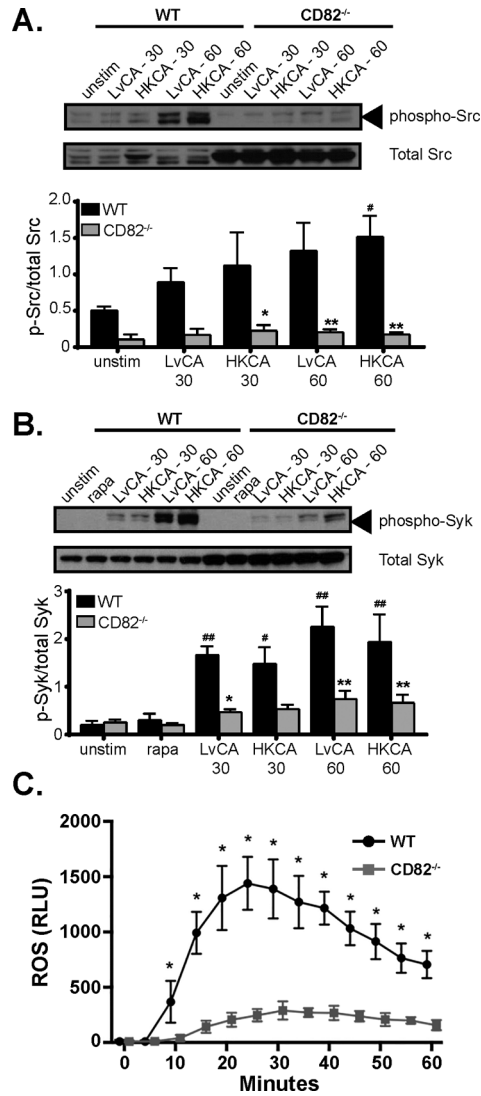 A.
WT CD82-/-
unstim LvCA - 30 HKCA - 30 LvCA - 60 HKCA - 60 unstim LvCA - 30 HKCA - 30 LvCA - 60 HKCA - 60
phospho-Src
Total Src
p-Src/total Src
2.0
1.5
1.0
0.5
0
WT
CD82-/-
* ** # **
unstim LvCA HKCA LvCA HKCA
30 30 60 60
B.
WT CD82-/-
unstim rapa LvCA - 30 HKCA - 30 LvCA - 60 HKCA - 60 unstim rapa LvCA - 30 HKCA - 30 LvCA - 60 HKCA - 60
phospho-Syk
Total Syk
p-Syk/total Syk
3
2
1
0
WT
CD82-/-
## * # ## ** ## **
unstim rapa LvCA HKCA LvCA HKCA
30 30 60 60
C.
ROS (RLU)
2000
1500
1000
500
0
WT
CD82-/-
* * * * * * * * * * *
0 10 20 30 40 50 60
Minutes